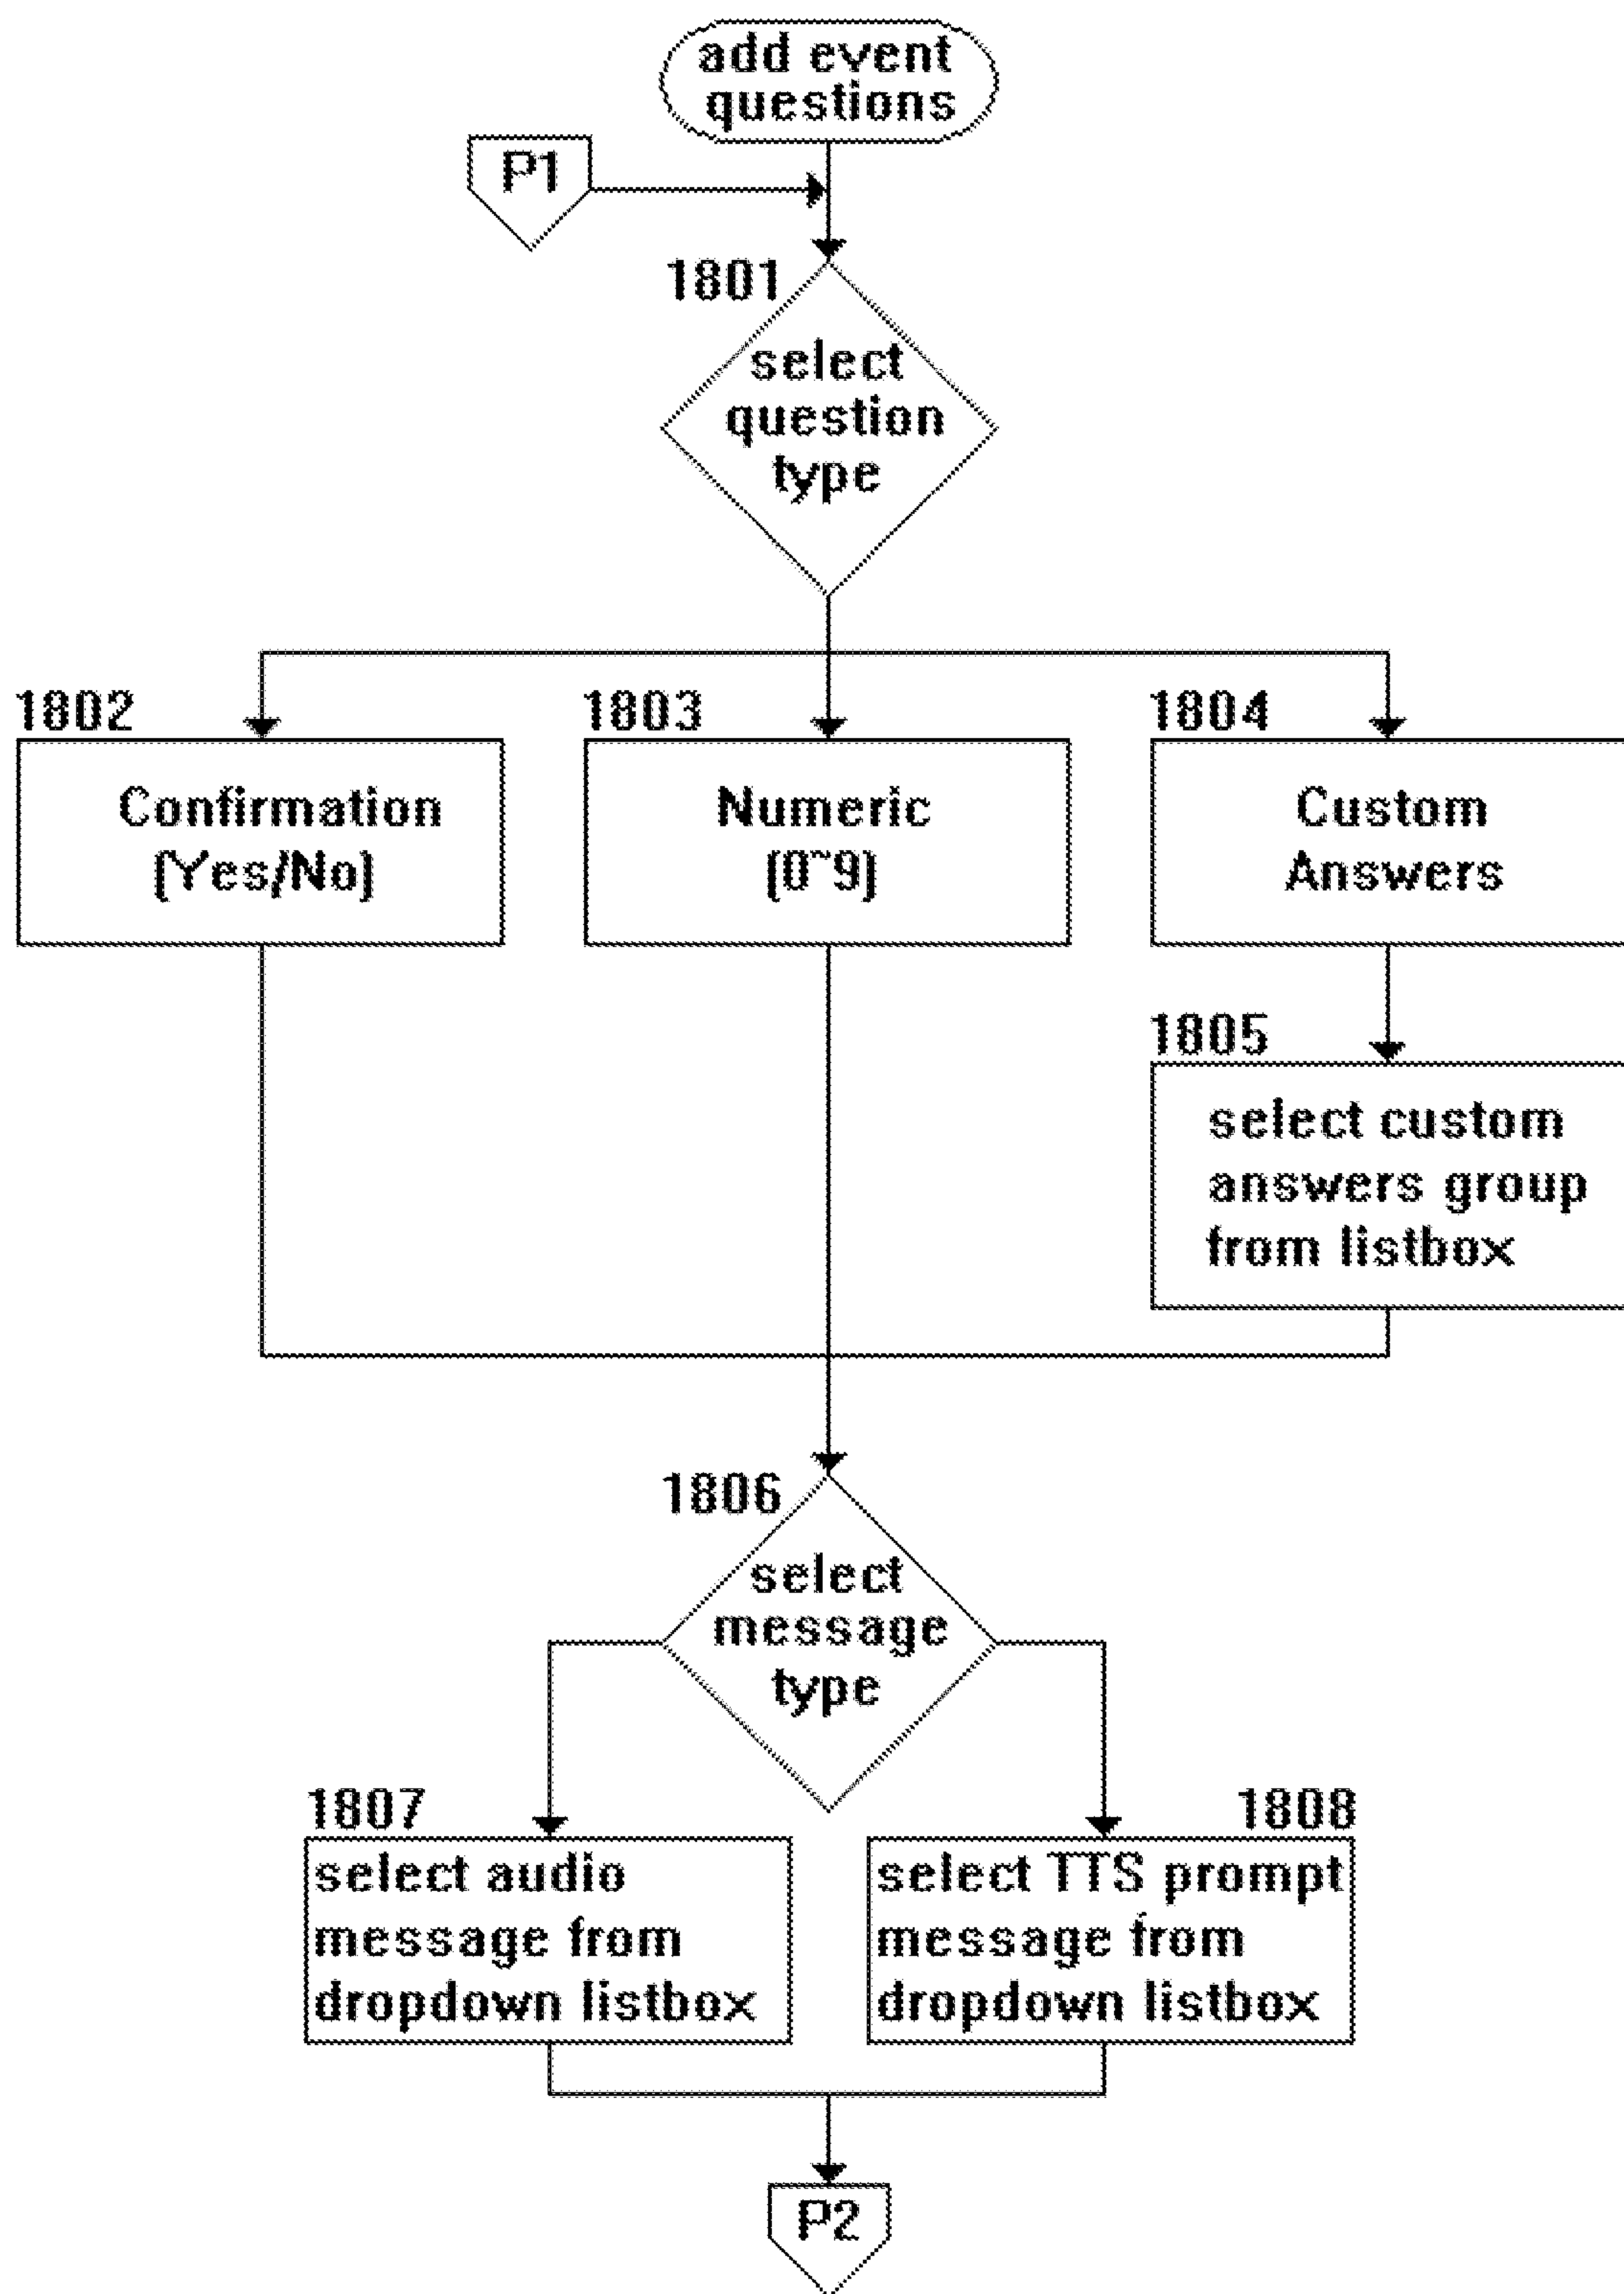 add event
questions
P1
1801
select
question
type
1802
1803
1804
Confirmation
(Yes/No)
Numeric
(0~9)
Custom
Answers
1805
select custom
answers group
from listbox
1806
select
message
type
1807
1808
select audio
message from
dropdown listbox
select TTS prompt
message from
dropdown listbox
P2